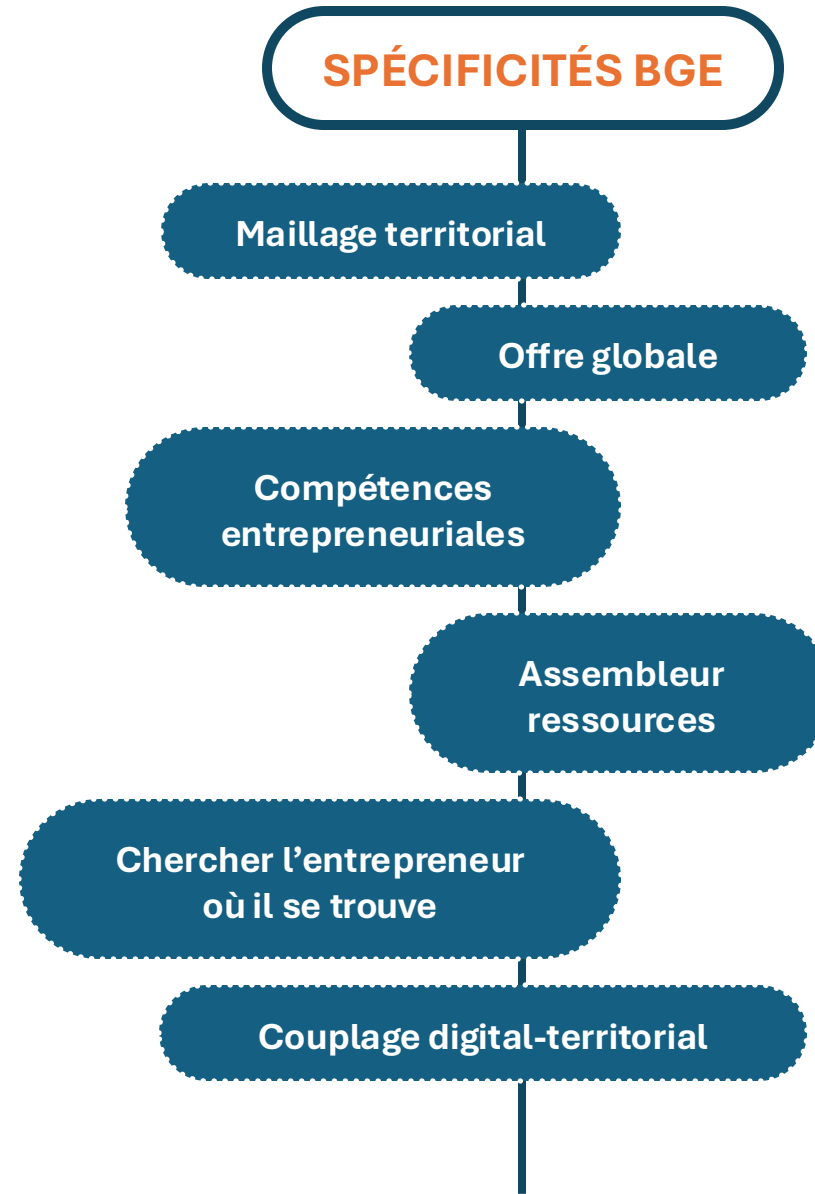 SPÉCIFICITÉS BGE
Maillage territorial
Offre globale
Compétences
entrepreneuriales
Assembleur
ressources
Chercher l’entrepreneur
où il se trouve
Couplage digital-territorial